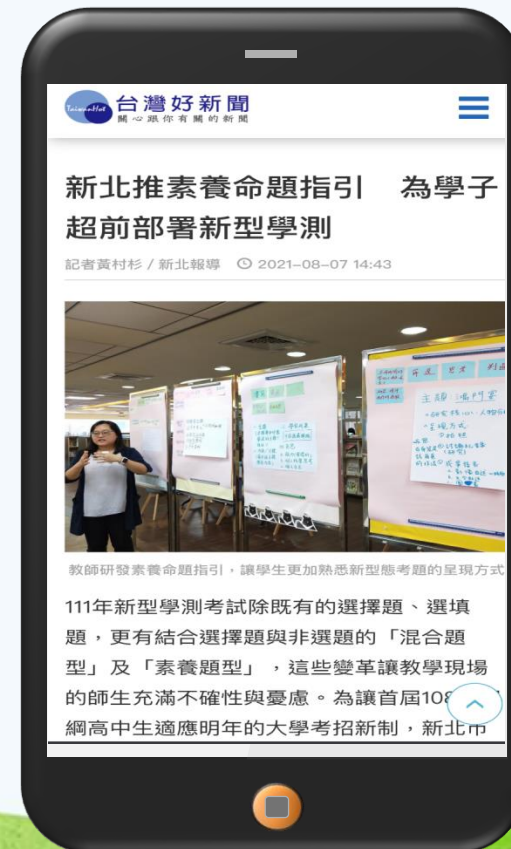 TaiwanHot
台灣好新聞
關心跟你有關的新聞
新北推素養命題指引　為學子
超前部署新型學測
記者黃村杉 / 新北報導 2021-08-07 14:43
主題:鴻門宴
教師研發素養命題指引，讓學生更加熟悉新型態考題的呈現方式
111年新型學測考試除既有的選擇題、選填
題，更有結合選擇題與非選題的「混合題
型」及「素養題型」，這些變革讓教學現場
的師生充滿不確性與憂慮。為讓首屆108
綱高中生適應明年的大學考招新制，新北市